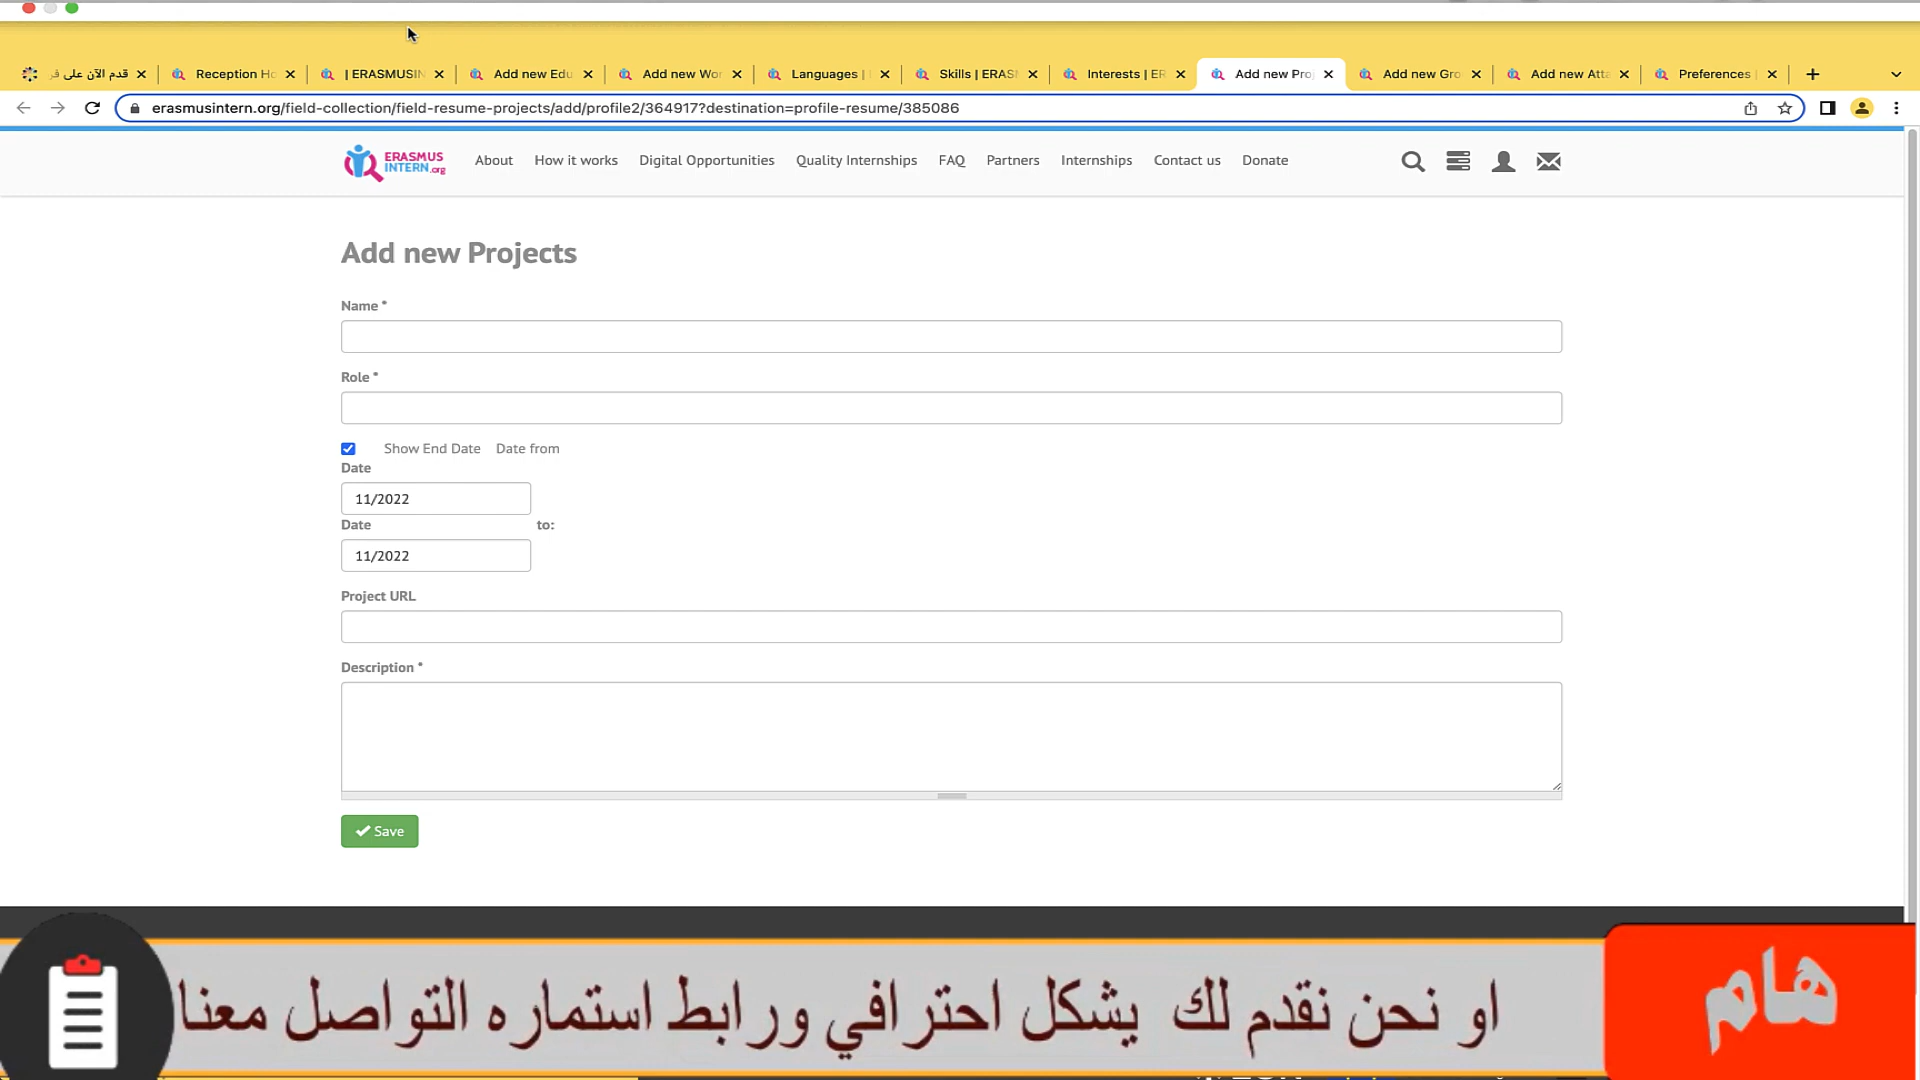 قدم الآن على فر
Reception Ho
| ERASMUSIN
Add new Edu
Add new Wor
Languages |
Skills | ERAS
Interests | ER
Add new Proj
Add new Gro
Add new Atta
Preferences |
erasmusintern.org/field-collection/field-resume-projects/add/profile2/364917?destination=profile-resume/385086
ERASMUS
INTERN.org
About
How it works
Digital Opportunities
Quality Internships
FAQ
Partners
Internships
Contact us
Donate
Add new Projects
Name *
Role *
Show End Date Date from
Date
11/2022
Date to:
11/2022
Project URL
Description *
Save
هام
او نحن نقدم لك يشكل احترافي ورابط استماره التواصل معنا